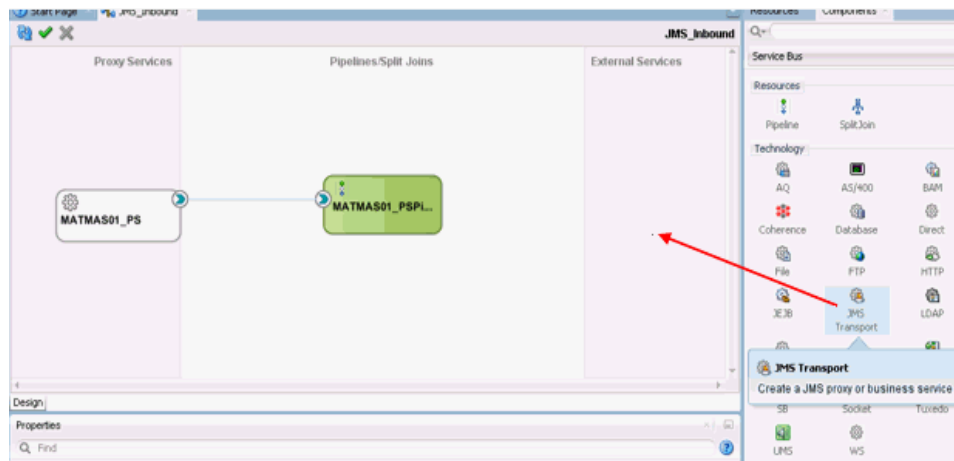 Start Page
JMS_Inbound
Resources
Components
JMS_Inbound
Proxy Services
Pipelines/Split Joins
External Services
Service Bus
Resources
Pipeline
SplitJoin
Technology
AQ
AS/400
BAM
Coherence
Database
Direct
File
FTP
HTTP
JEJB
JMS Transport
LDAP
MATMAS01_PS
MATMAS01_PSPi...
JMS Transport
Create a JMS proxy or business service
SB
Socket
Tuxedo
UMS
WS
Design
Properties
Find